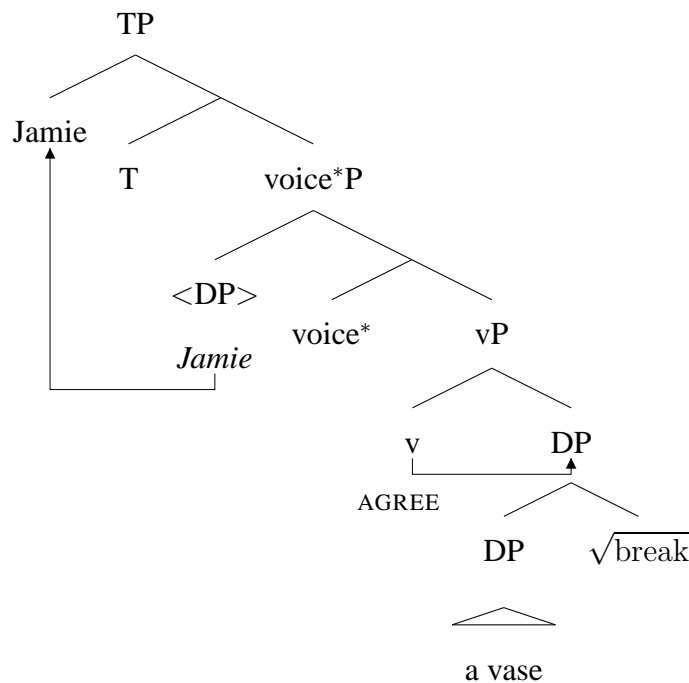 TP
Jamie
T voice*P
<DP> voice* vP
Jamie
v DP
AGREE
DP √break
a vase